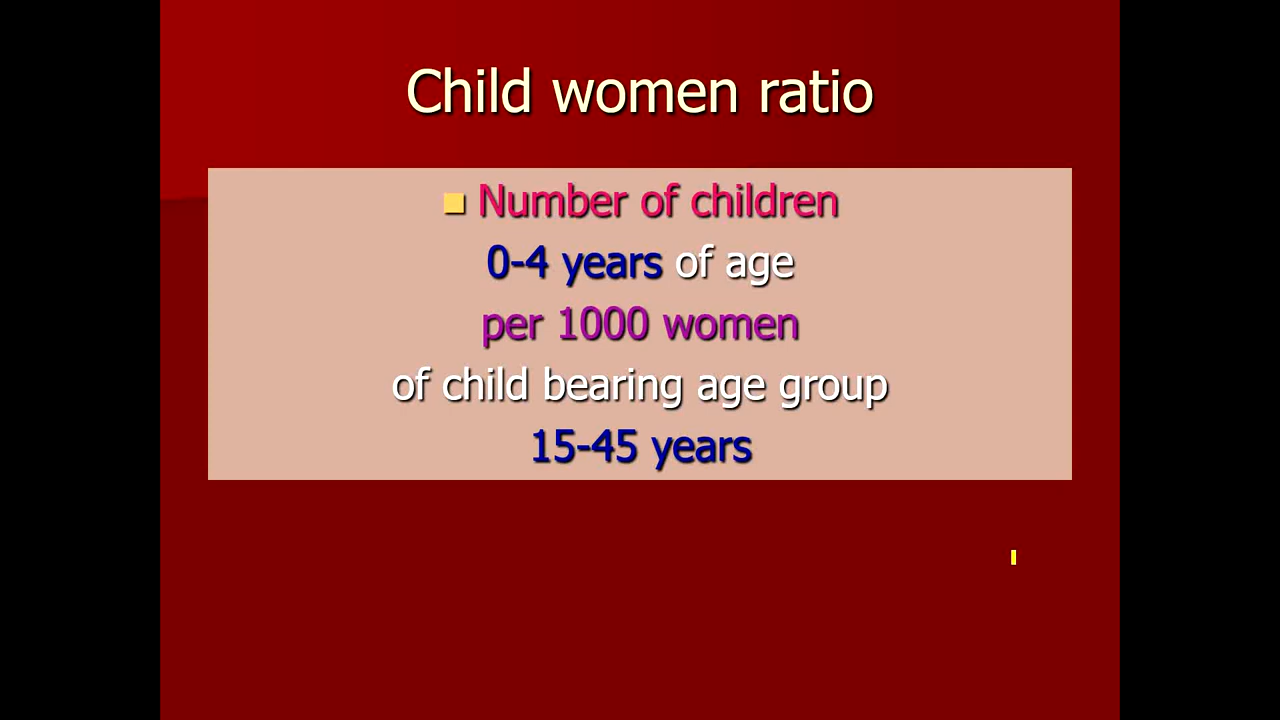 Child women ratio
Number of children
0-4 years of age
per 1000 women
of child bearing age group
15-45 years